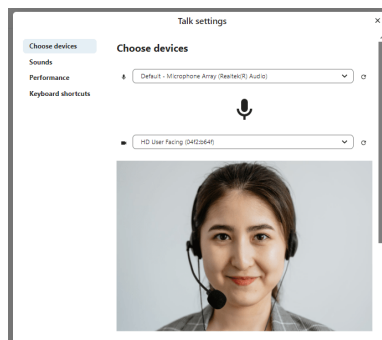 Talk settings
Choose devices
Sounds
Performance
Keyboard shortcuts
Choose devices
Default - Microphone Array (Realtek(R) Audio)
HD User Facing (04f2:b64f)